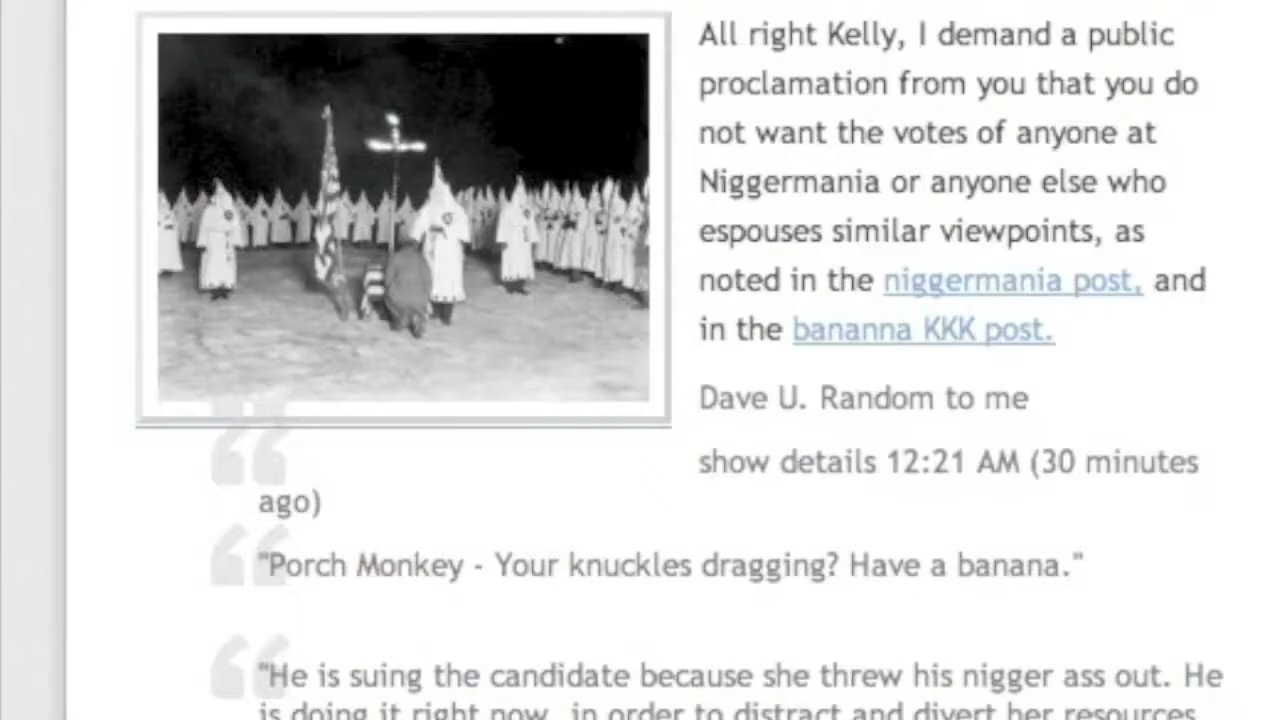 All right Kelly, I demand a public
proclamation from you that you do
not want the votes of anyone at
Niggermania or anyone else who
espouses similar viewpoints, as
noted in the niggermania post, and
in the bananna KKK post.
Dave U. Random to me
show details 12:21 AM (30 minutes
ago)
"Porch Monkey - Your knuckles dragging? Have a banana."
"He is suing the candidate because she threw his nigger ass out. He
is doing it right now, in order to distract and divert her resources